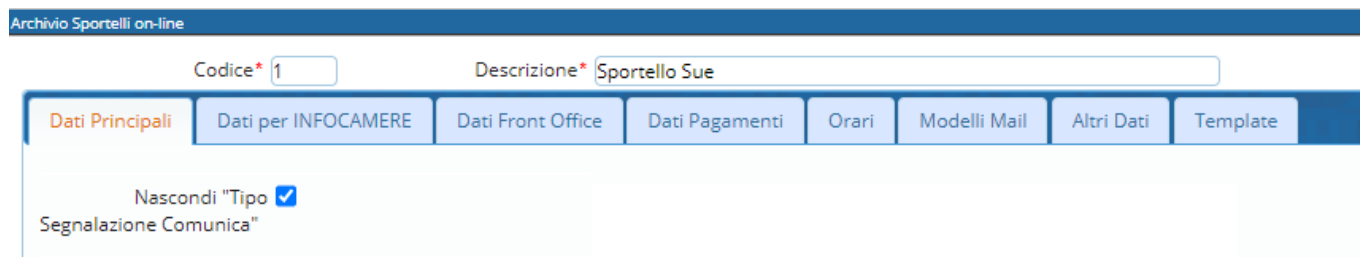 Archivio Sportelli on-line
Codice* 1 Descrizione* Sportello Sue
Dati Principali Dati per INFOCAMERE Dati Front Office Dati Pagamenti Orari Modelli Mail Altri Dati Template
Nascondi "Tipo
Segnalazione Comunica"